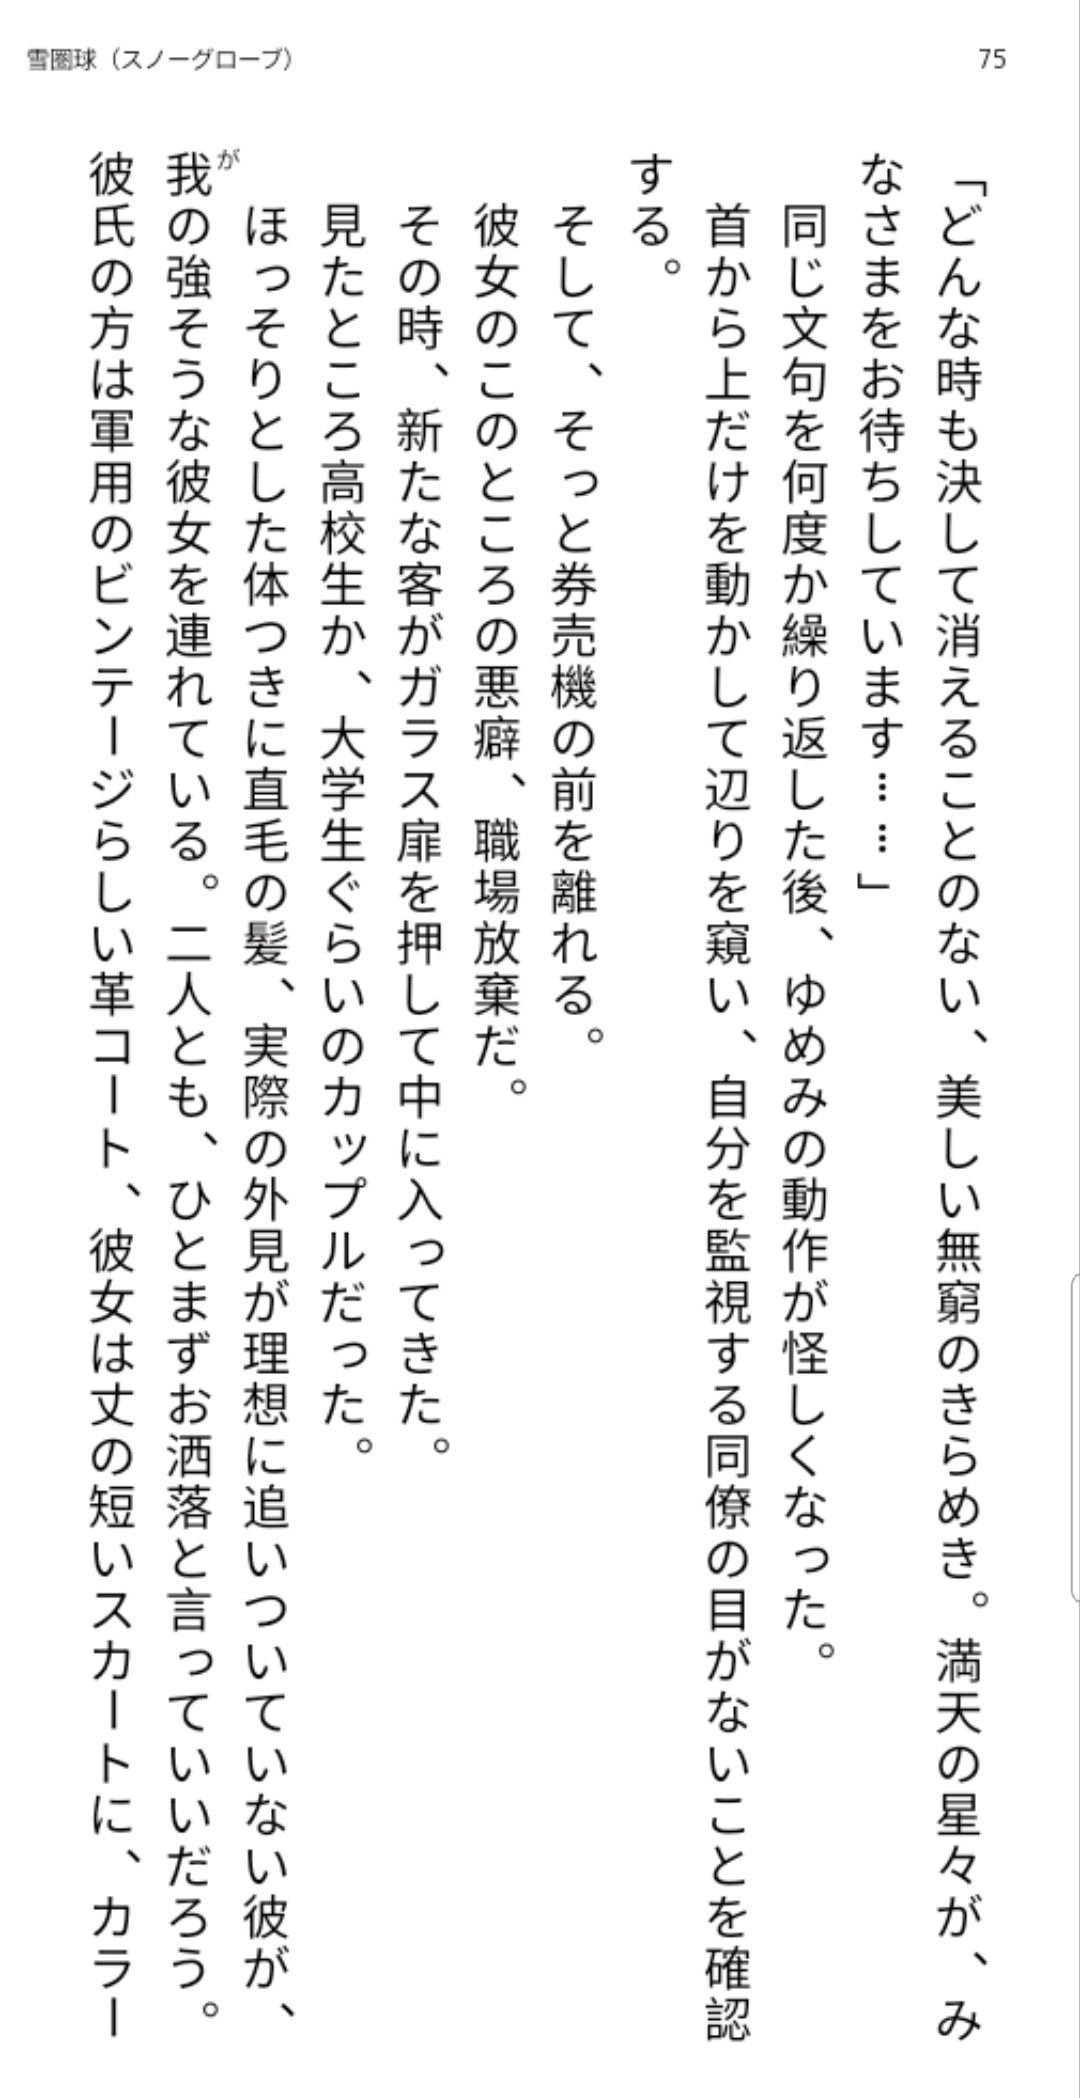 雪圏球（スノーグローブ）
75
「どんな時も決して消えることのない、美しい無窮のきらめき。満天の星々が、み
なさまをお待ちしています……」
同じ文句を何度か繰り返した後、ゆめみの動作が怪しくなった。
首から上だけを動かして辺りを窺い、自分を監視する同僚の目がないことを確認
する。
そして、そっと券売機の前を離れる。
彼女のこのところの悪癖、職場放棄だ。
その時、新たな客がガラス扉を押して中に入ってきた。
見たところ高校生か、大学生ぐらいのカップルだった。
ほっそりとした体つきに直毛の髪、実際の外見が理想に追いついていない彼が、
我の強そうな彼女を連れている。二人とも、ひとまずお洒落と言っていいだろう。
が
彼氏の方は軍用のビンテージらしい革コート、彼女は丈の短いスカートに、カラー